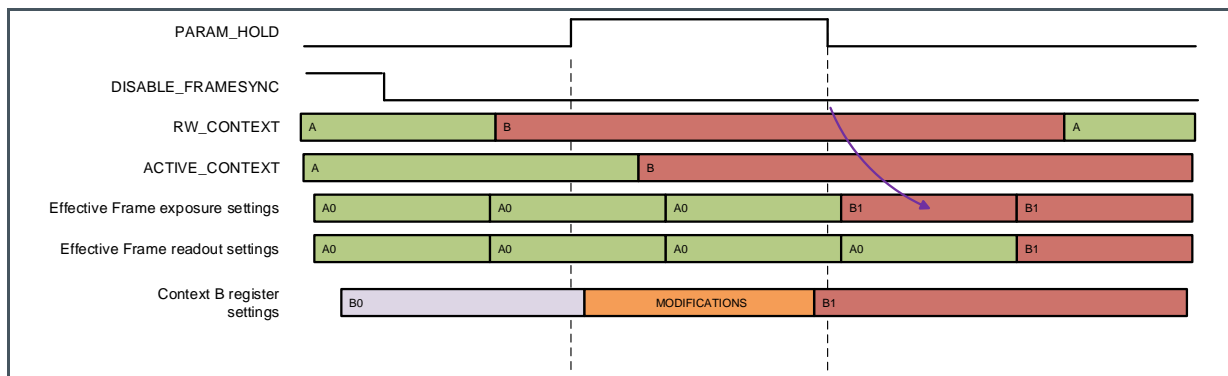 PARAM_HOLD
DISABLE_FRAMESYNC
RW_CONTEXT A B A
ACTIVE_CONTEXT A B
Effective Frame exposure settings A0 A0 A0 B1 B1
Effective Frame readout settings A0 A0 A0 A0 B1
Context B register
settings B0 MODIFICATIONS B1